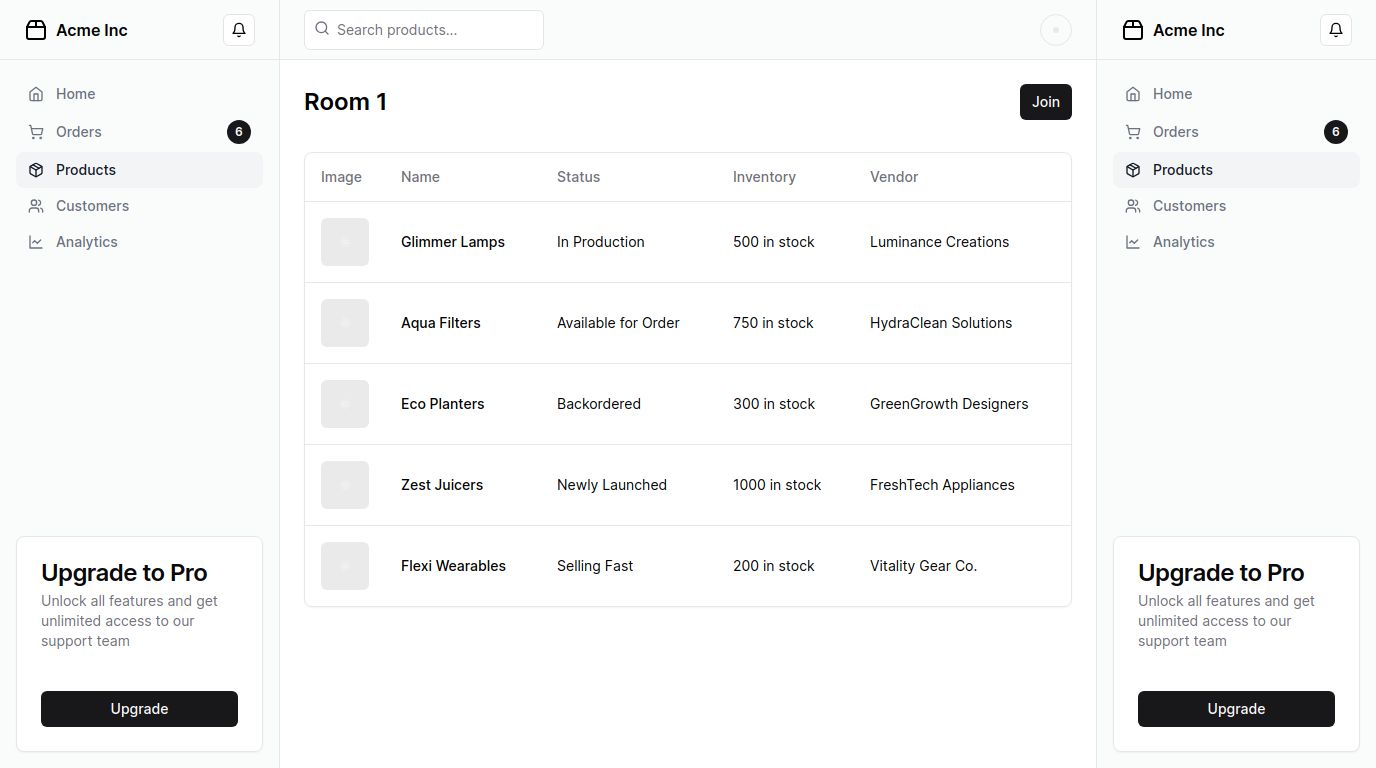 Acme Inc
Home
Orders 6
Products
Customers
Analytics
Upgrade to Pro
Unlock all features and get
unlimited access to our
support team
Upgrade
Search products...
Room 1 Join
Image Name Status Inventory Vendor
Glimmer Lamps In Production 500 in stock Luminance Creations
Aqua Filters Available for Order 750 in stock HydraClean Solutions
Eco Planters Backordered 300 in stock GreenGrowth Designers
Zest Juicers Newly Launched 1000 in stock FreshTech Appliances
Flexi Wearables Selling Fast 200 in stock Vitality Gear Co.
Acme Inc
Home
Orders 6
Products
Customers
Analytics
Upgrade to Pro
Unlock all features and get
unlimited access to our
support team
Upgrade